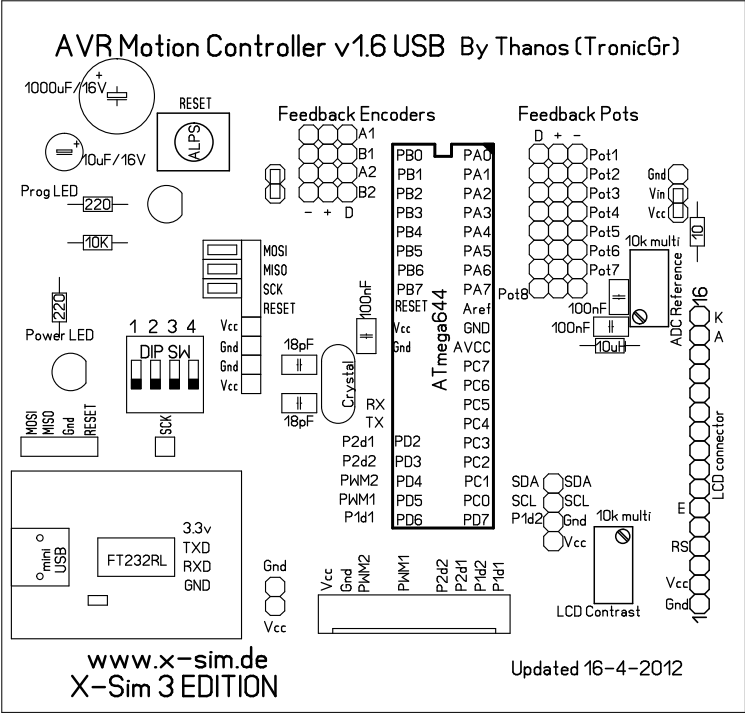 AVR Motion Controller v1.6 USB By Thanos (TronicGr)
1000uF/16V
+
RESET
ALPS
10uF/16V
+
Prog LED
220
10K
220
Power LED
Feedback Encoders
A1
B1
A2
B2
- + D
Feedback Pots
D + -
Pot1
Pot2
Pot3
Pot4
Pot5
Pot6
Pot7
Pot8
Gnd
Vin
Vcc
10
10k multi
ADC Reference
100nF
100nF
10uH
MOSI
MISO
SCK
RESET
Vcc
Gnd
Gnd
Vcc
1 2 3 4
DIP SW
100nF
18pF
Crystal
18pF
ATmega644
PB0 PA0
PB1 PA1
PB2 PA2
PB3 PA3
PB4 PA4
PB5 PA5
PB6 PA6
PB7 PA7
RESET Aref
Vcc GND
Gnd AVCC
PC7
PC6
RX PC5
TX PC4
P2d1 PD2 PC3
P2d2 PD3 PC2
PWM2 PD4 PC1
PWM1 PD5 PC0
P1d1 PD6 PD7
16
K
A
LCD connector
E
RS
Vcc
Gnd
1
MOSI
MISO
Gnd
RESET
SCK
mini
USB
FT232RL
3.3v
TXD
RXD
GND
Gnd
Vcc
Vcc
Gnd
PWM2
PWM1
P2d2
P2d1
P1d2
P1d1
SDA SDA
SCL SCL
P1d2 Gnd
Vcc
10k multi
LCD Contrast
www.x-sim.de
X-Sim 3 EDITION
Updated 16-4-2012